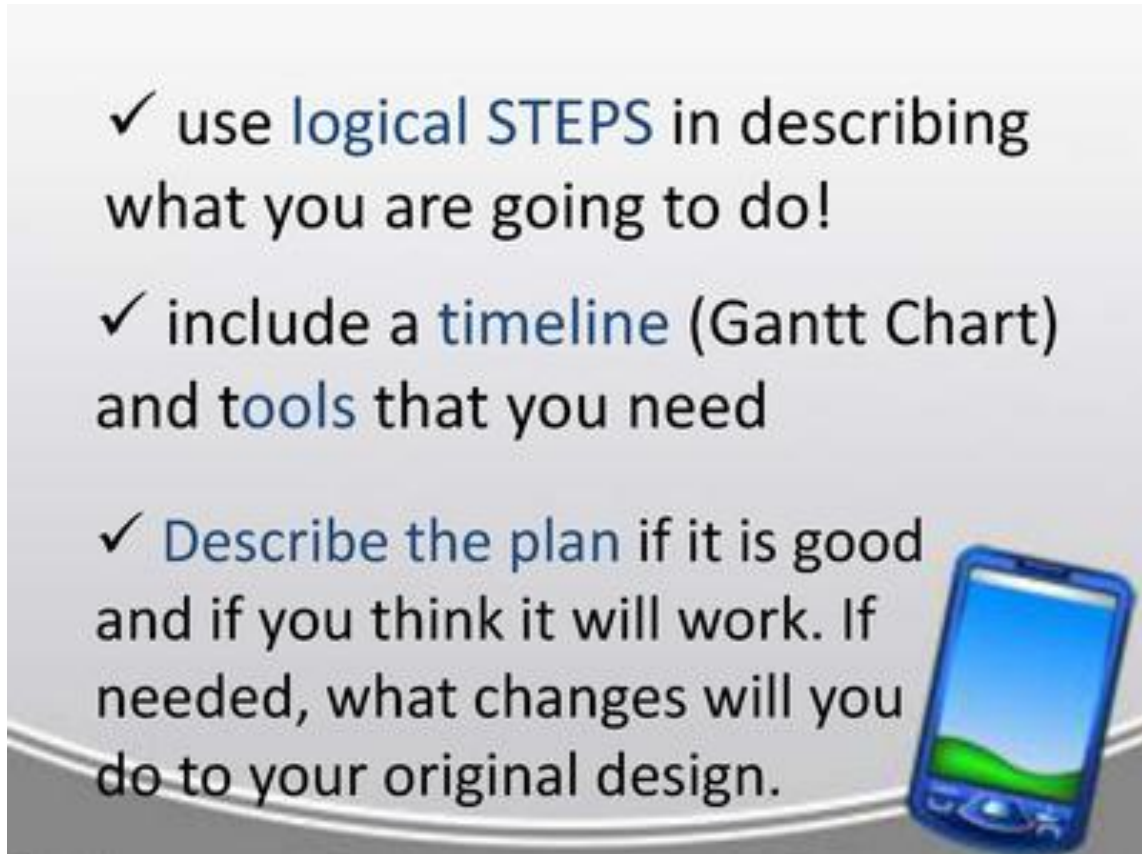 ✓ use logical STEPS in describing
what you are going to do!
✓ include a timeline (Gantt Chart)
and tools that you need
✓ Describe the plan if it is good
and if you think it will work. If
needed, what changes will you
do to your original design.